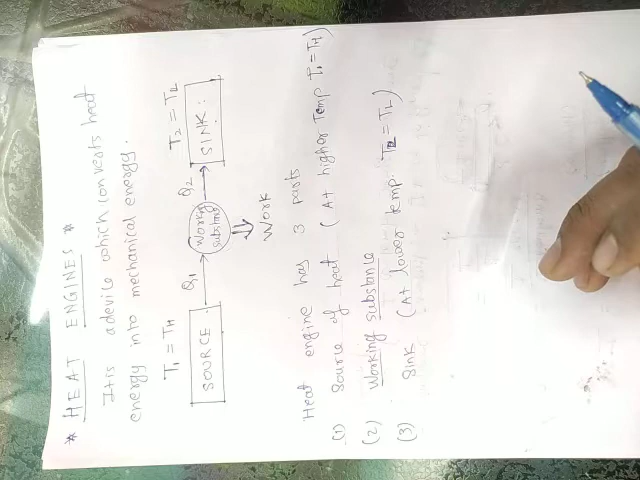 * HEAT ENGINES *
It is a device which converts heat
energy into mechanical energy.
T₁ = TH
T₂ = TL
SOURCE
Q₁
Working
substance
Q₂
SINK
Work
Heat engine has 3 parts
(1) Source of heat (At higher Temp T₁ = TH)
(2) Working substance
(3) Sink (At lower temp. T₂ = TL)